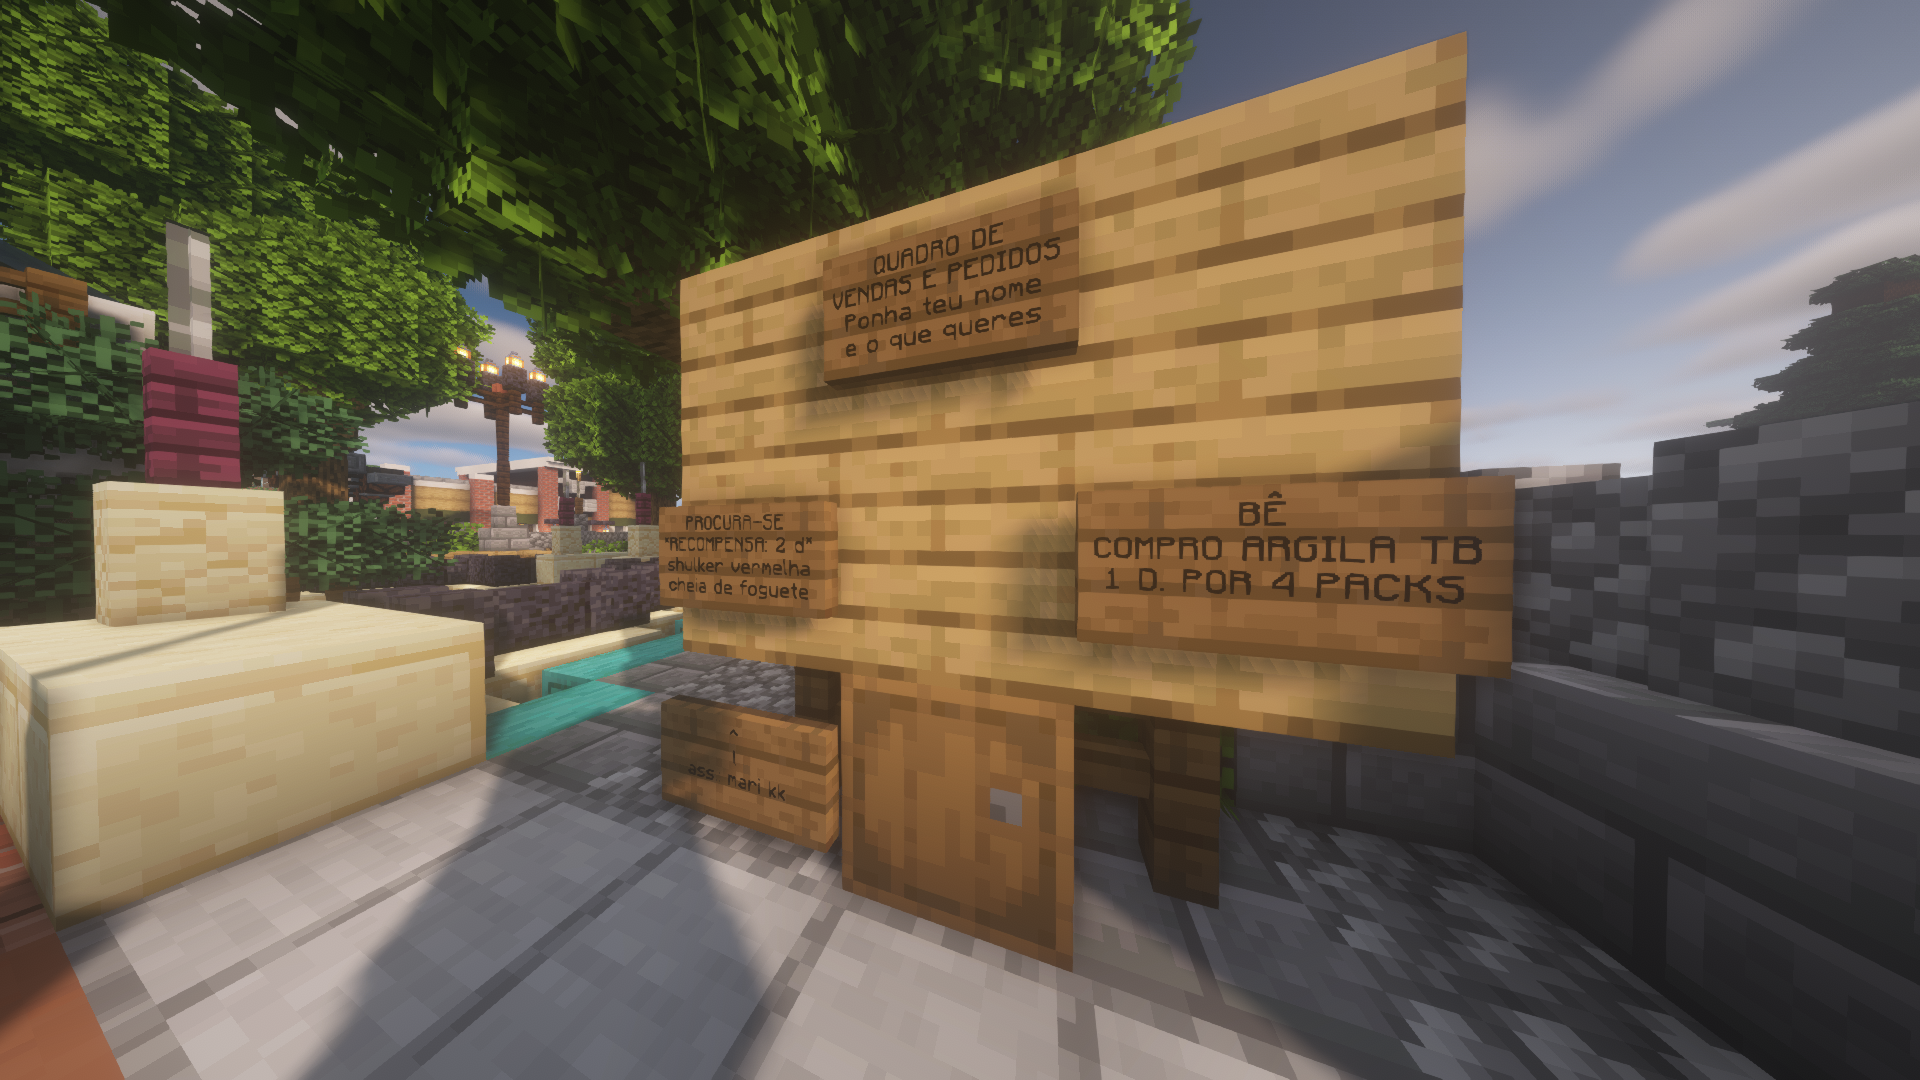 QUADRO DE
VENDAS E PEDIDOS
Ponha teu nome
e o que queres
PROCURA-SE
*RECOMPENSA: 2 d*
shulker vermelha
cheia de foguete
^
|
ass: mari kk
BÊ
COMPRO ARGILA TB
1 D. POR 4 PACKS